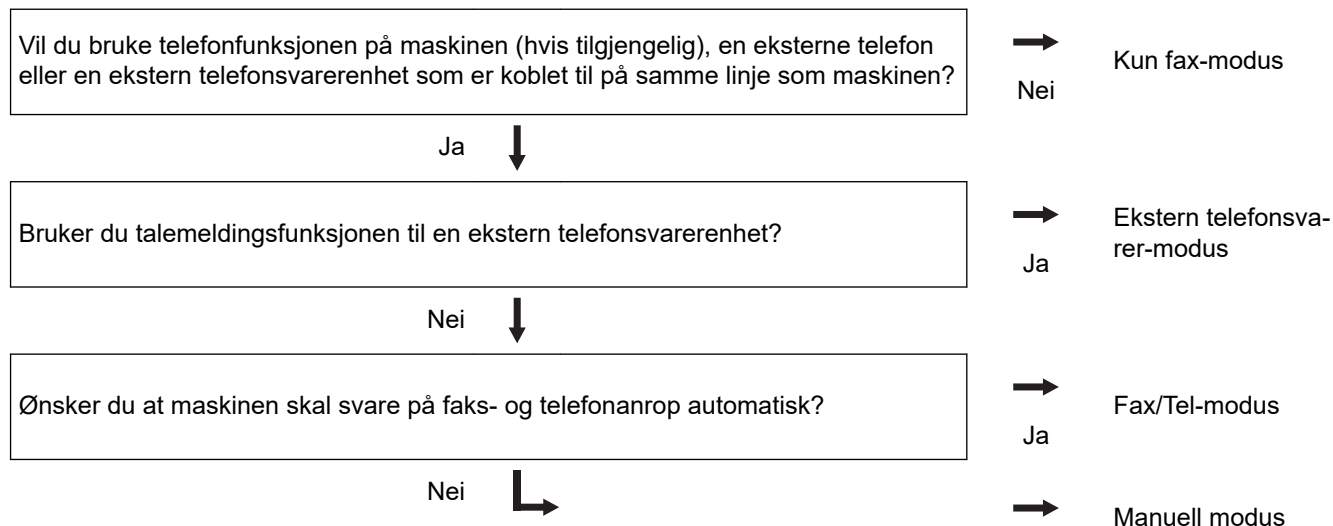 Vil du bruke telefonfunksjonen på maskinen (hvis tilgjengelig), en eksterne telefon
eller en ekstern telefonsvarerenhet som er koblet til på samme linje som maskinen?
Nei
Kun fax-modus
Ja
Bruker du talemeldingsfunksjonen til en ekstern telefonsvarerenhet?
Ja
Ekstern telefonsva-
rer-modus
Nei
Ønsker du at maskinen skal svare på faks- og telefonanrop automatisk?
Ja
Fax/Tel-modus
Nei
Manuell modus